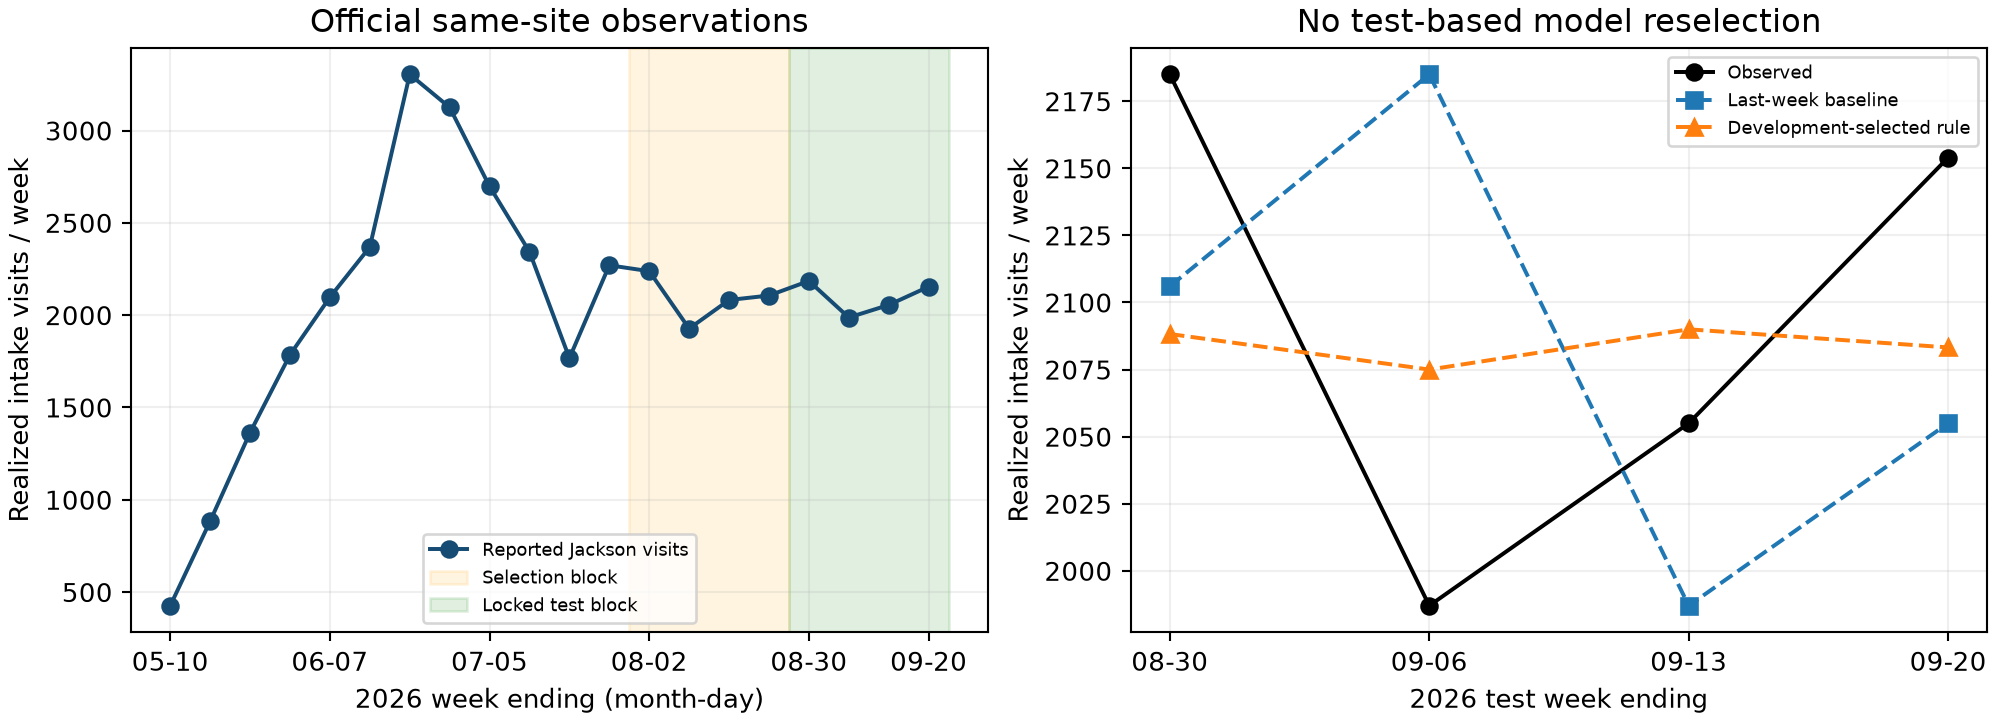 Official same-site observations
Realized intake visits / week
3000
2500
2000
1500
1000
500
Reported Jackson visits
Selection block
Locked test block
05-10
06-07
07-05
08-02
08-30
09-20
2026 week ending (month-day)
No test-based model reselection
Realized intake visits / week
2175
2150
2125
2100
2075
2050
2025
2000
Observed
Last-week baseline
Development-selected rule
08-30
09-06
09-13
09-20
2026 test week ending